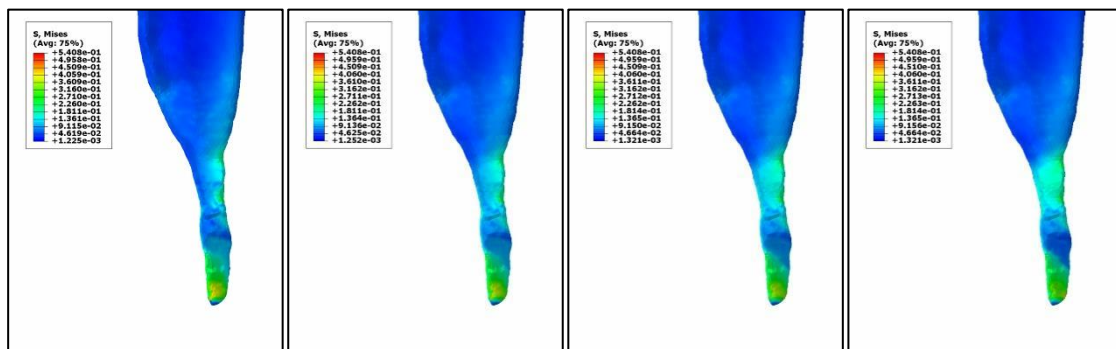 S, Mises
(Avg: 75%)
+5.408e-01
+4.958e-01
+4.509e-01
+4.059e-01
+3.609e-01
+3.160e-01
+2.710e-01
+2.260e-01
+1.811e-01
+1.361e-01
+9.115e-02
+4.619e-02
+1.225e-03
S, Mises
(Avg: 75%)
+5.408e-01
+4.959e-01
+4.509e-01
+4.060e-01
+3.610e-01
+3.162e-01
+2.711e-01
+2.262e-01
+1.814e-01
+1.364e-01
+9.136e-02
+4.625e-02
+1.252e-03
S, Mises
(Avg: 75%)
+5.408e-01
+4.959e-01
+4.509e-01
+4.060e-01
+3.611e-01
+3.162e-01
+2.712e-01
+2.262e-01
+1.814e-01
+1.365e-01
+9.150e-02
+4.664e-02
+1.321e-03
S, Mises
(Avg: 75%)
+5.408e-01
+4.959e-01
+4.510e-01
+4.060e-01
+3.611e-01
+3.162e-01
+2.713e-01
+2.263e-01
+1.814e-01
+1.365e-01
+9.156e-02
+4.664e-02
+1.321e-03